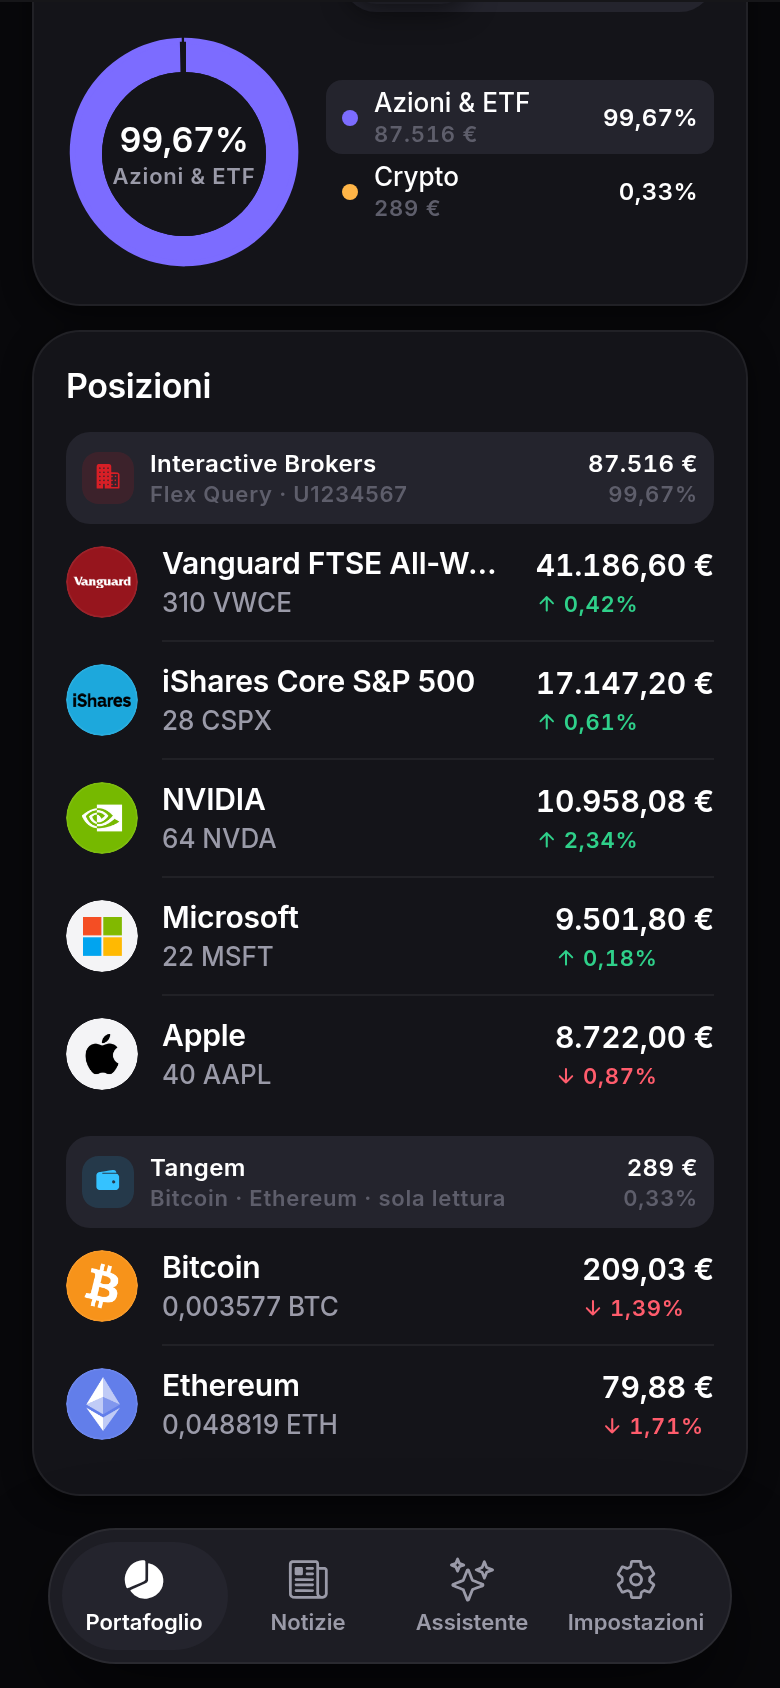 99,67%
Azioni & ETF
Azioni & ETF
87.516 €
99,67%
Crypto
289 €
0,33%
Posizioni
Interactive Brokers
Flex Query · U1234567
87.516 €
99,67%
Vanguard
Vanguard FTSE All-W...
310 VWCE
41.186,60 €
↑ 0,42%
iShares
iShares Core S&P 500
28 CSPX
17.147,20 €
↑ 0,61%
NVIDIA
64 NVDA
10.958,08 €
↑ 2,34%
Microsoft
22 MSFT
9.501,80 €
↑ 0,18%
Apple
40 AAPL
8.722,00 €
↓ 0,87%
Tangem
Bitcoin · Ethereum · sola lettura
289 €
0,33%
Bitcoin
0,003577 BTC
209,03 €
↓ 1,39%
Ethereum
0,048819 ETH
79,88 €
↓ 1,71%
Portafoglio
Notizie
Assistente
Impostazioni